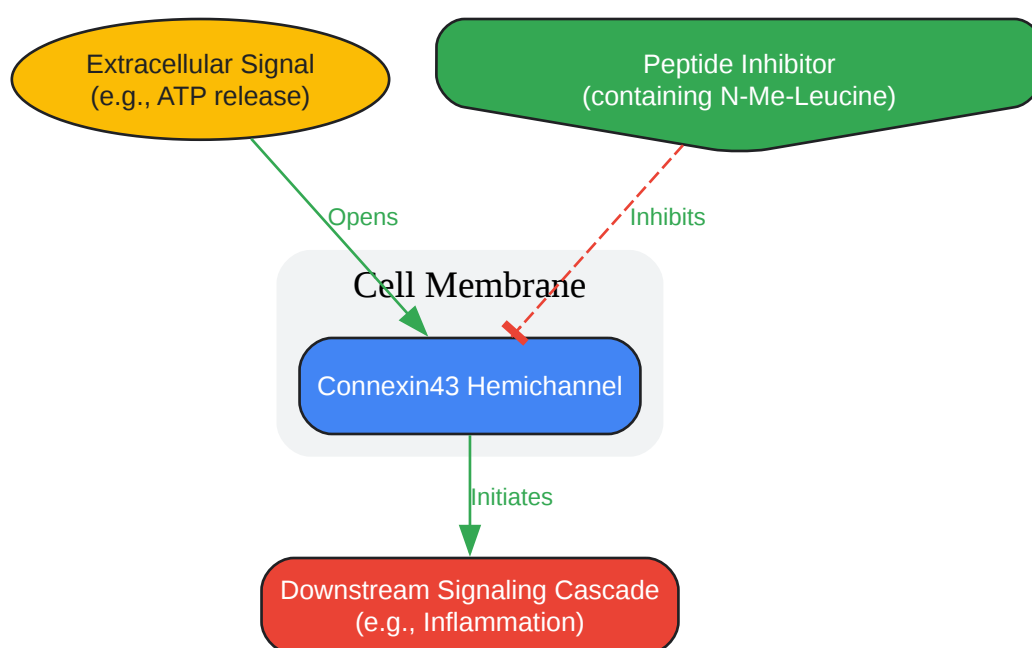 Extracellular Signal
(e.g., ATP release)
Peptide Inhibitor
(containing N-Me-Leucine)
Opens
Inhibits
Cell Membrane
Connexin43 Hemichannel
Initiates
Downstream Signaling Cascade
(e.g., Inflammation)